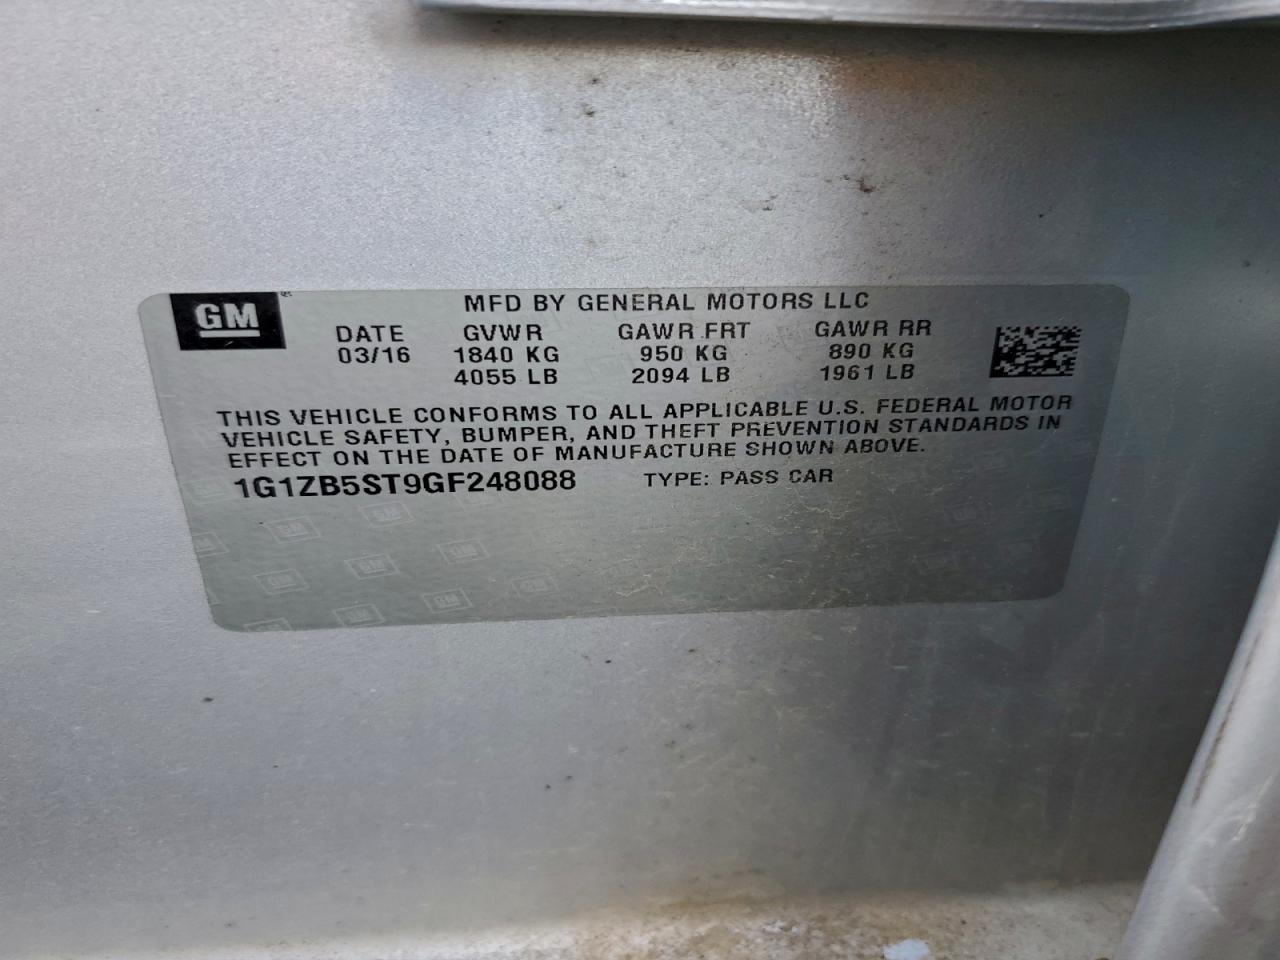 GM
MFD BY GENERAL MOTORS LLC
DATE GVWR GAWR FRT GAWR RR
03/16 1840 KG 950 KG 890 KG
4055 LB 2094 LB 1961 LB
THIS VEHICLE CONFORMS TO ALL APPLICABLE U.S. FEDERAL MOTOR
VEHICLE SAFETY, BUMPER, AND THEFT PREVENTION STANDARDS IN
EFFECT ON THE DATE OF MANUFACTURE SHOWN ABOVE.
1G1ZB5ST9GF248088 TYPE: PASS CAR